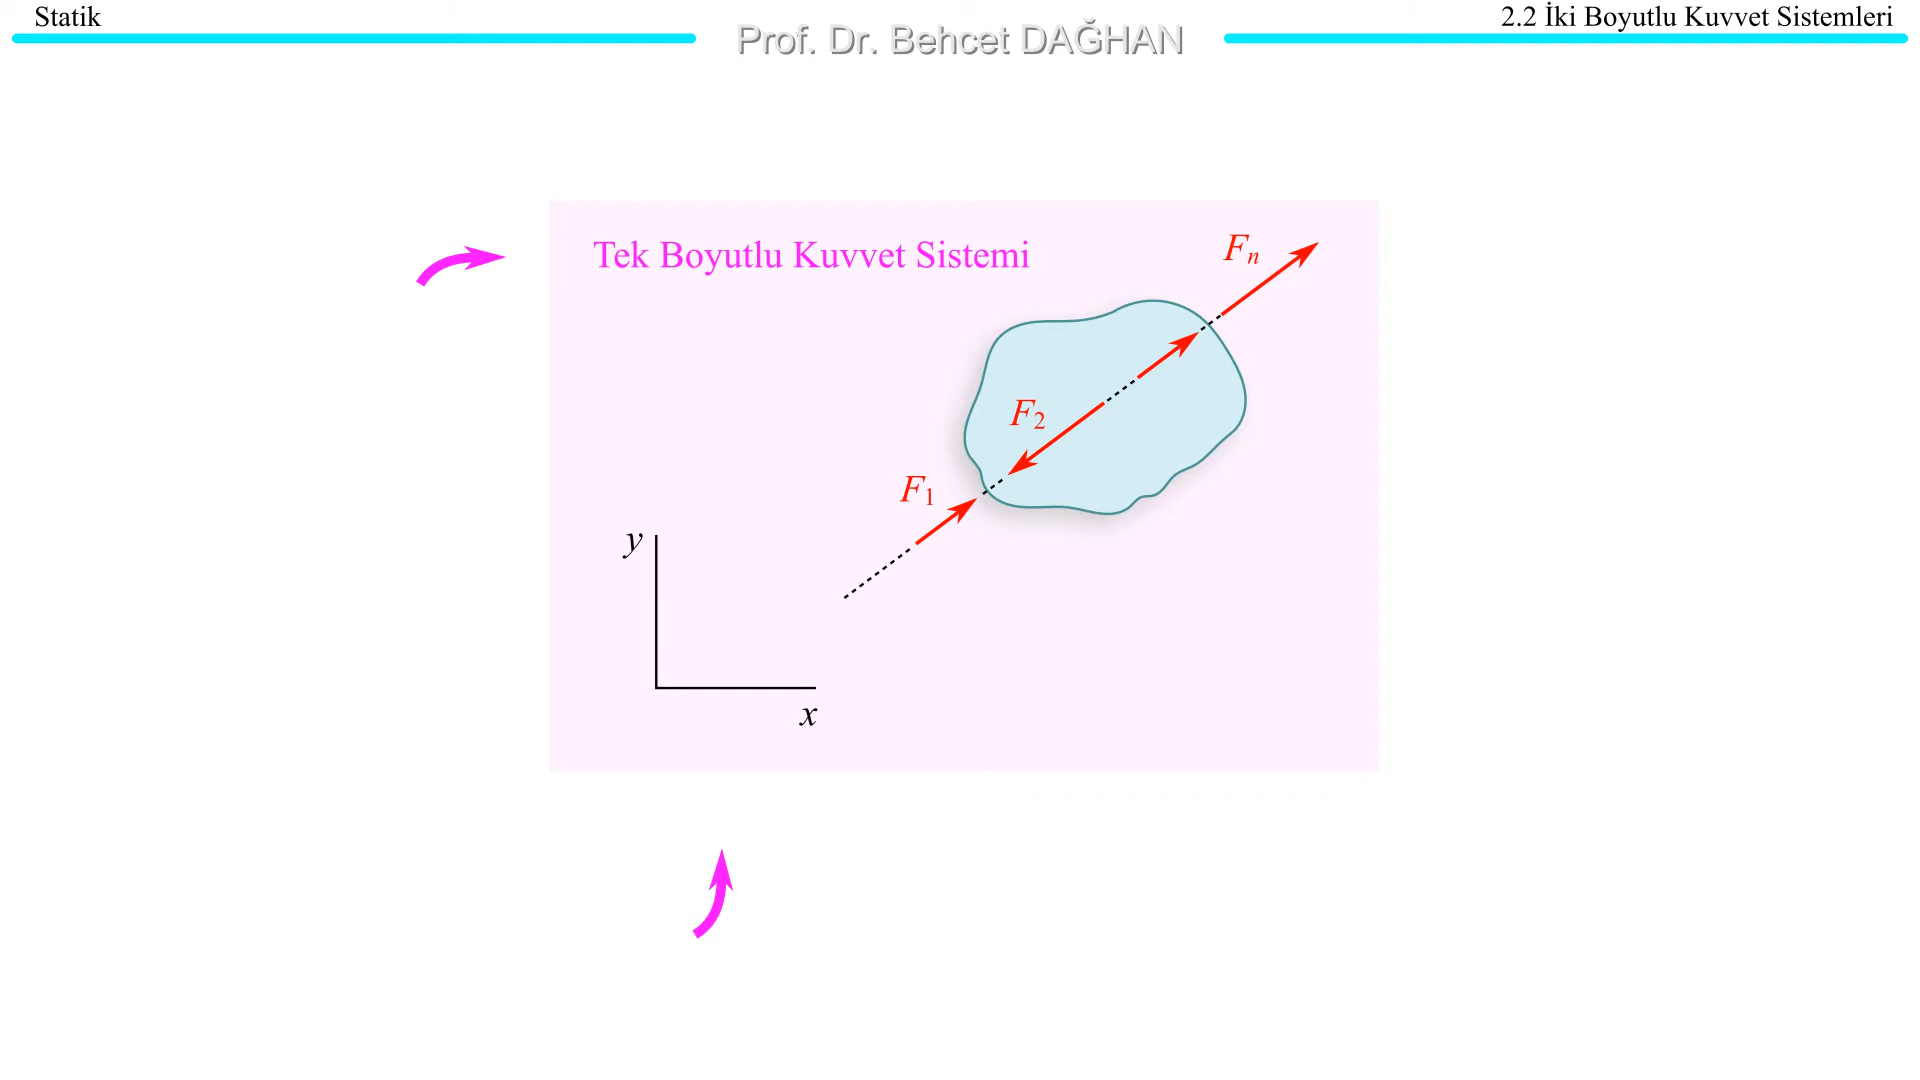 Statik
Prof. Dr. Behcet DAĞHAN
2.2 İki Boyutlu Kuvvet Sistemleri
Tek Boyutlu Kuvvet Sistemi
Fn
F2
F1
y
x